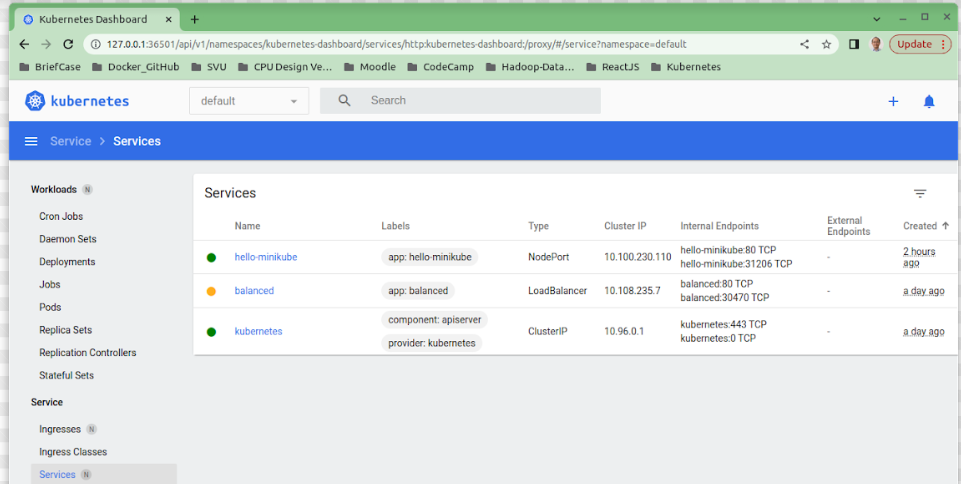 Kubernetes Dashboard
127.0.0.1:36501/api/v1/namespaces/kubernetes-dashboard/services/http:kubernetes-dashboard:/proxy/#/service?namespace=default
Update
BriefCase Docker_GitHub SVU CPU Design Ve... Moodle CodeCamp Hadoop-Data... ReactJS Kubernetes
kubernetes default Search
Service Services
Workloads N
Cron Jobs
Daemon Sets
Deployments
Jobs
Pods
Replica Sets
Replication Controllers
Stateful Sets
Service
Ingresses N
Ingress Classes
Services N
Services
Name Labels Type Cluster IP Internal Endpoints External Endpoints Created
hello-minikube app: hello-minikube NodePort 10.100.230.110 hello-minikube:80 TCP - 2 hours ago
hello-minikube:31206 TCP
balanced app: balanced LoadBalancer 10.108.235.7 balanced:80 TCP - a day ago
balanced:30470 TCP
kubernetes component: apiserver ClusterIP 10.96.0.1 kubernetes:443 TCP - a day ago
provider: kubernetes kubernetes:0 TCP